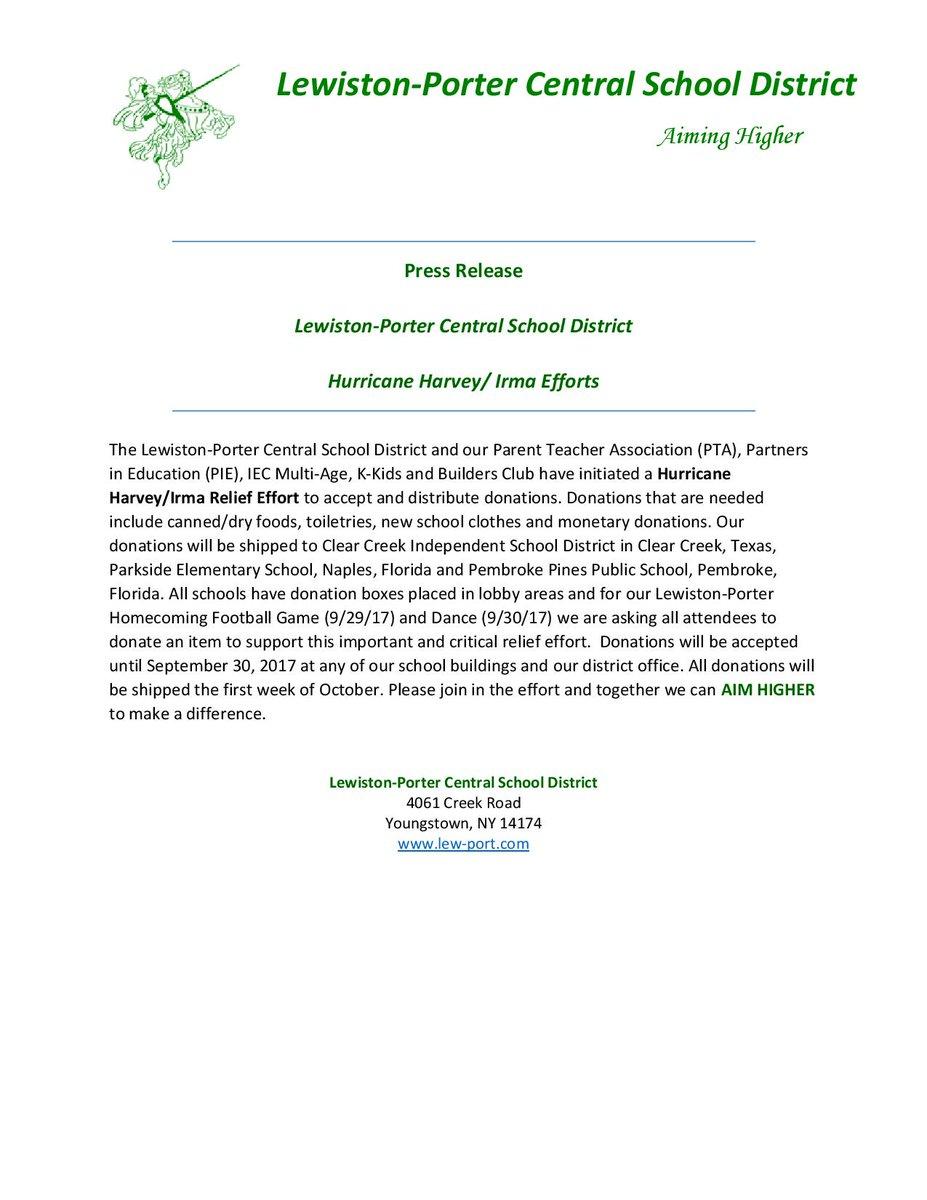 Lewiston-Porter Central School District
Aiming Higher
Press Release
Lewiston-Porter Central School District
Hurricane Harvey/ Irma Efforts
The Lewiston-Porter Central School District and our Parent Teacher Association (PTA), Partners
in Education (PIE), IEC Multi-Age, K-Kids and Builders Club have initiated a Hurricane
Harvey/Irma Relief Effort to accept and distribute donations. Donations that are needed
include canned/dry foods, toiletries, new school clothes and monetary donations. Our
donations will be shipped to Clear Creek Independent School District in Clear Creek, Texas,
Parkside Elementary School, Naples, Florida and Pembroke Pines Public School, Pembroke,
Florida. All schools have donation boxes placed in lobby areas and for our Lewiston-Porter
Homecoming Football Game (9/29/17) and Dance (9/30/17) we are asking all attendees to
donate an item to support this important and critical relief effort.  Donations will be accepted
until September 30, 2017 at any of our school buildings and our district office. All donations will
be shipped the first week of October. Please join in the effort and together we can AIM HIGHER
to make a difference.
Lewiston-Porter Central School District
4061 Creek Road
Youngstown, NY 14174
www.lew-port.com